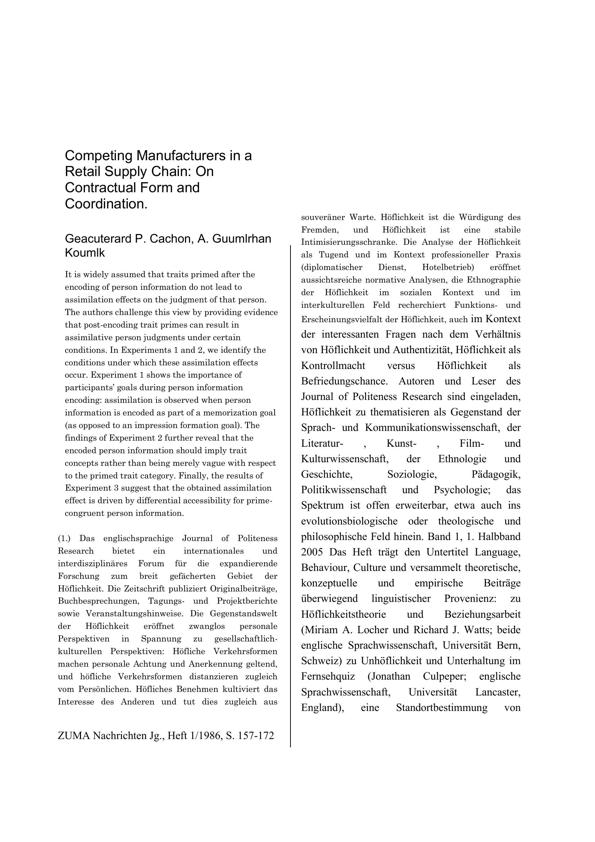 Competing Manufacturers in a
Retail Supply Chain: On
Contractual Form and
Coordination.
Geacuterard P. Cachon, A. Guumlrhan
Koumlk
It is widely assumed that traits primed after the
encoding of person information do not lead to
assimilation effects on the judgment of that person.
The authors challenge this view by providing evidence
that post-encoding trait primes can result in
assimilative person judgments under certain
conditions. In Experiments 1 and 2, we identify the
conditions under which these assimilation effects
occur. Experiment 1 shows the importance of
participants’ goals during person information
encoding: assimilation is observed when person
information is encoded as part of a memorization goal
(as opposed to an impression formation goal). The
findings of Experiment 2 further reveal that the
encoded person information should imply trait
concepts rather than being merely vague with respect
to the primed trait category. Finally, the results of
Experiment 3 suggest that the obtained assimilation
effect is driven by differential accessibility for prime-
congruent person information.
(1.) Das englischsprachige Journal of Politeness
Research bietet ein internationales und
interdisziplinäres Forum für die expandierende
Forschung zum breit gefächerten Gebiet der
Höflichkeit. Die Zeitschrift publiziert Originalbeiträge,
Buchbesprechungen, Tagungs- und Projektberichte
sowie Veranstaltungshinweise. Die Gegenstandswelt
der Höflichkeit eröffnet zwanglos personale
Perspektiven in Spannung zu gesellschaftlich-
kulturellen Perspektiven: Höfliche Verkehrsformen
machen personale Achtung und Anerkennung geltend,
und höfliche Verkehrsformen distanzieren zugleich
vom Persönlichen. Höfliches Benehmen kultiviert das
Interesse des Anderen und tut dies zugleich aus
ZUMA Nachrichten Jg., Heft 1/1986, S. 157-172
souveräner Warte. Höflichkeit ist die Würdigung des
Fremden, und Höflichkeit ist eine stabile
Intimisierungsschranke. Die Analyse der Höflichkeit
als Tugend und im Kontext professioneller Praxis
(diplomatischer Dienst, Hotelbetrieb) eröffnet
aussichtsreiche normative Analysen, die Ethnographie
der Höflichkeit im sozialen Kontext und im
interkulturellen Feld recherchiert Funktions- und
Erscheinungsvielfalt der Höflichkeit, auch im Kontext
der interessanten Fragen nach dem Verhältnis
von Höflichkeit und Authentizität, Höflichkeit als
Kontrollmacht versus Höflichkeit als
Befriedungschance. Autoren und Leser des
Journal of Politeness Research sind eingeladen,
Höflichkeit zu thematisieren als Gegenstand der
Sprach- und Kommunikationswissenschaft, der
Literatur- , Kunst- , Film- und
Kulturwissenschaft, der Ethnologie und
Geschichte, Soziologie, Pädagogik,
Politikwissenschaft und Psychologie; das
Spektrum ist offen erweiterbar, etwa auch ins
evolutionsbiologische oder theologische und
philosophische Feld hinein. Band 1, 1. Halbband
2005 Das Heft trägt den Untertitel Language,
Behaviour, Culture und versammelt theoretische,
konzeptuelle und empirische Beiträge
überwiegend linguistischer Provenienz: zu
Höflichkeitstheorie und Beziehungsarbeit
(Miriam A. Locher und Richard J. Watts; beide
englische Sprachwissenschaft, Universität Bern,
Schweiz) zu Unhöflichkeit und Unterhaltung im
Fernsehquiz (Jonathan Culpeper; englische
Sprachwissenschaft, Universität Lancaster,
England), eine Standortbestimmung von